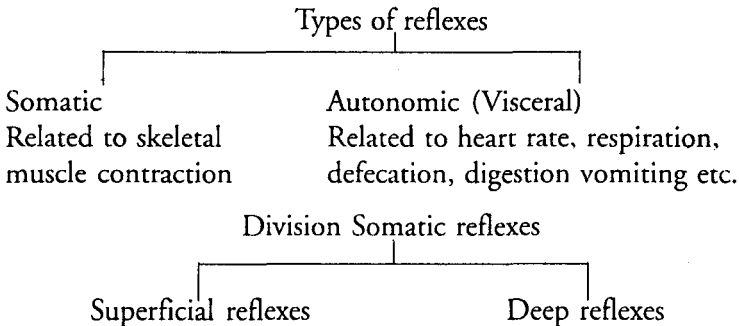 Types of reflexes
Somatic
Related to skeletal
muscle contraction
Autonomic (Visceral)
Related to heart rate, respiration,
defecation, digestion vomiting etc.
Division Somatic reflexes
Superficial reflexes
Deep reflexes